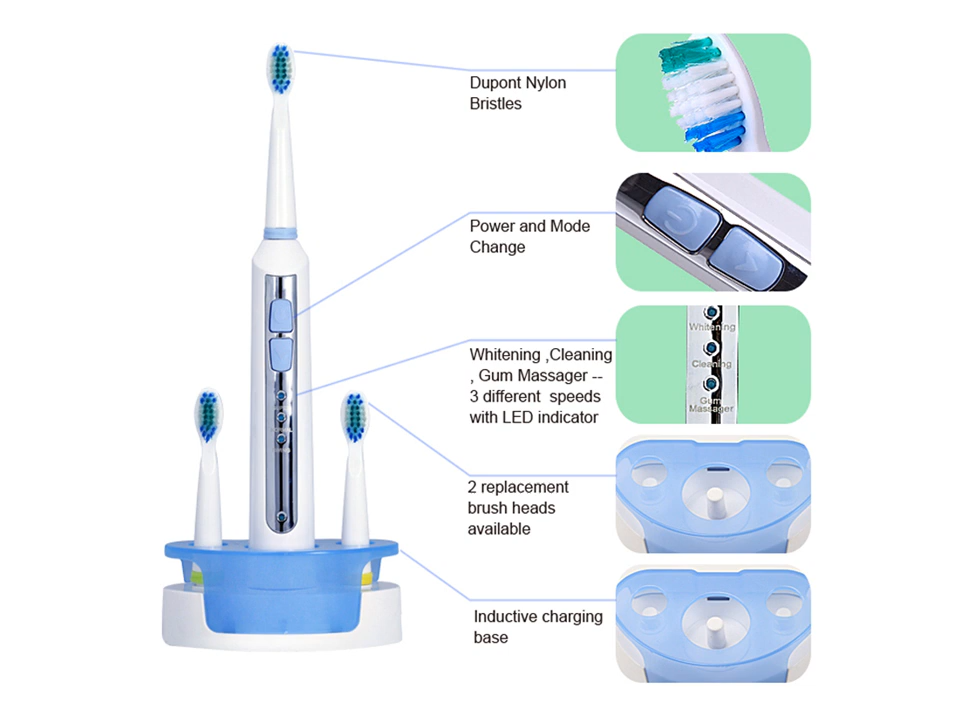 Dupont Nylon
Bristles
Power and Mode
Change
Whitening ,Cleaning
, Gum Massager --
3 different speeds
with LED indicator
2 replacement
brush heads
available
Inductive charging
base
Whitening
Cleaning
Gum
Massager